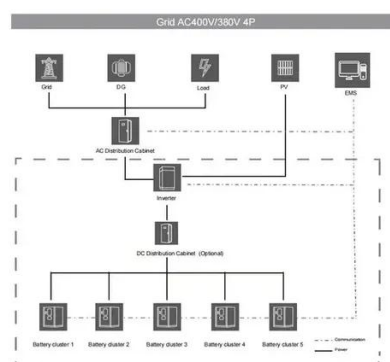 Grid AC400V/380V 4P
Grid
DG
Load
PV
EMS
AC Distribution Cabinet
Inverter
DC Distribution Cabinet (Optional)
Battery cluster 1
Battery cluster 2
Battery cluster 3
Battery cluster 4
Battery cluster 5
Communication
Power